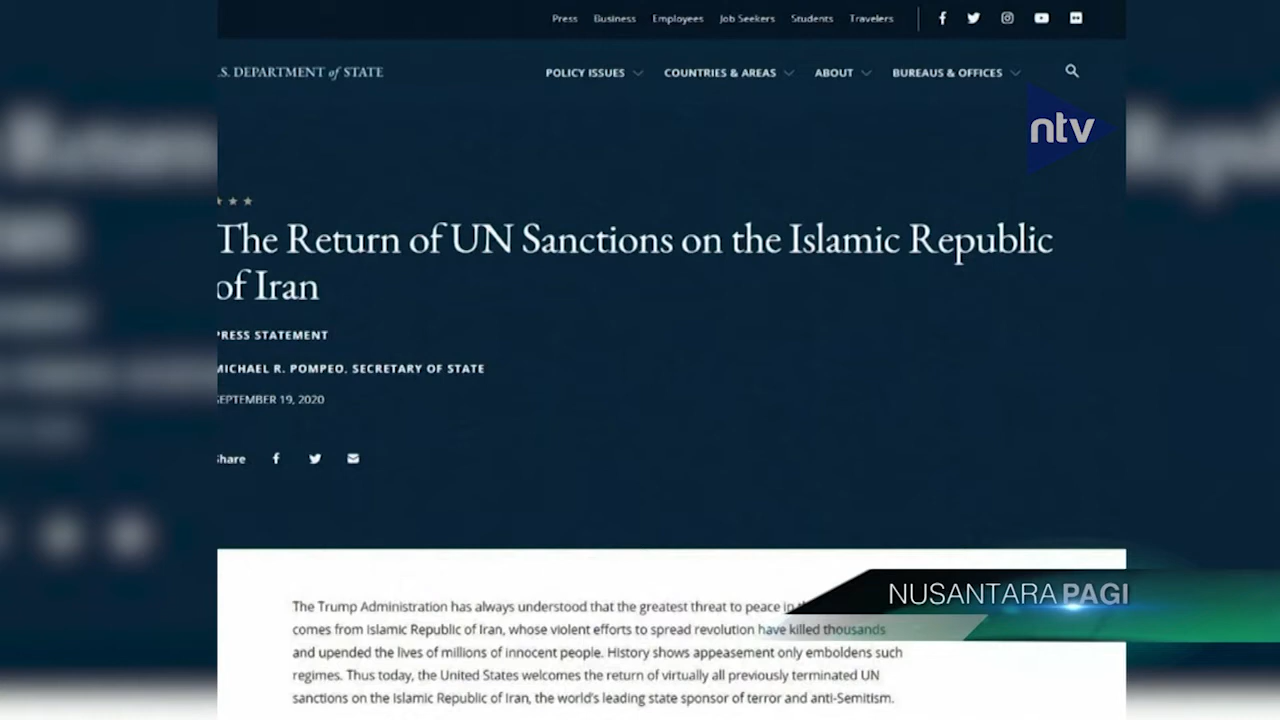 Press Business Employees Job Seekers Students Travelers
.S. DEPARTMENT of STATE
POLICY ISSUES COUNTRIES & AREAS ABOUT BUREAUS & OFFICES
ntv
The Return of UN Sanctions on the Islamic Republic
of Iran
PRESS STATEMENT
MICHAEL R. POMPEO, SECRETARY OF STATE
SEPTEMBER 19, 2020
Share
The Trump Administration has always understood that the greatest threat to peace in
comes from Islamic Republic of Iran, whose violent efforts to spread revolution have killed thousands
and upended the lives of millions of innocent people. History shows appeasement only emboldens such
regimes. Thus today, the United States welcomes the return of virtually all previously terminated UN
sanctions on the Islamic Republic of Iran, the world's leading state sponsor of terror and anti-Semitism.
NUSANTARA PAGI